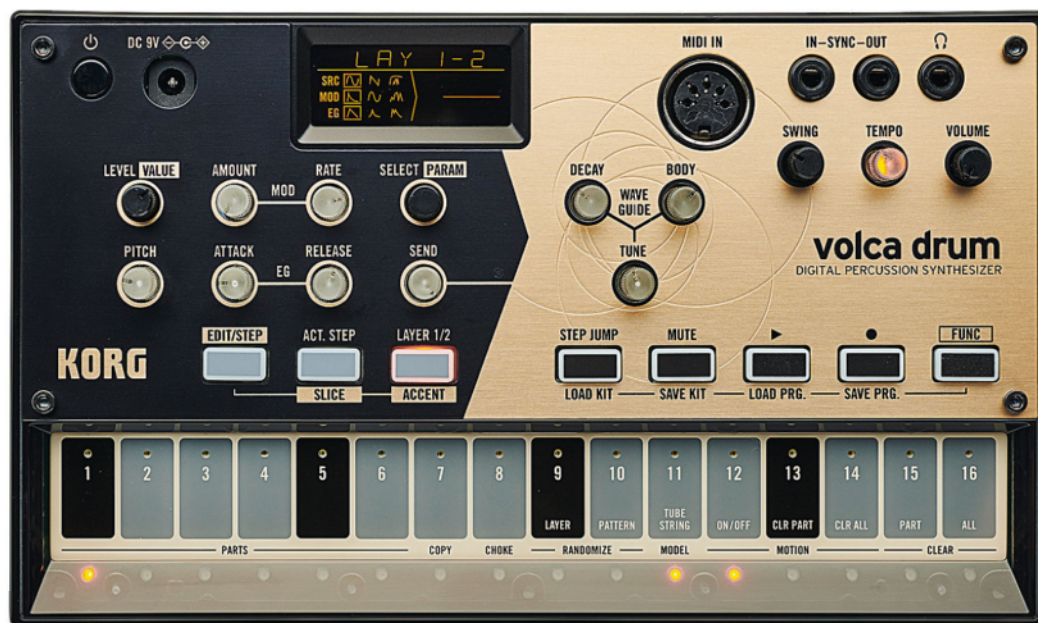 DC 9V
LAY 1-2
SRC
MOD
EG
MIDI IN
IN-SYNC-OUT
SWING
TEMPO
VOLUME
LEVEL VALUE
AMOUNT
MOD
RATE
SELECT PARAM
DECAY
BODY
WAVE
GUIDE
TUNE
PITCH
ATTACK
EG
RELEASE
SEND
volca drum
DIGITAL PERCUSSION SYNTHESIZER
KORG
EDIT/STEP
ACT. STEP
LAYER 1/2
SLICE
ACCENT
STEP JUMP
MUTE
FUNC
LOAD KIT
SAVE KIT
LOAD PRG.
SAVE PRG.
1 2 3 4 5 6 7 8 9 10 11 12 13 14 15 16
LAYER
PATTERN
TUBE
STRING
ON/OFF
CLR PART
CLR ALL
PART
ALL
PARTS
COPY
CHOKE
RANDOMIZE
MODEL
MOTION
CLEAR